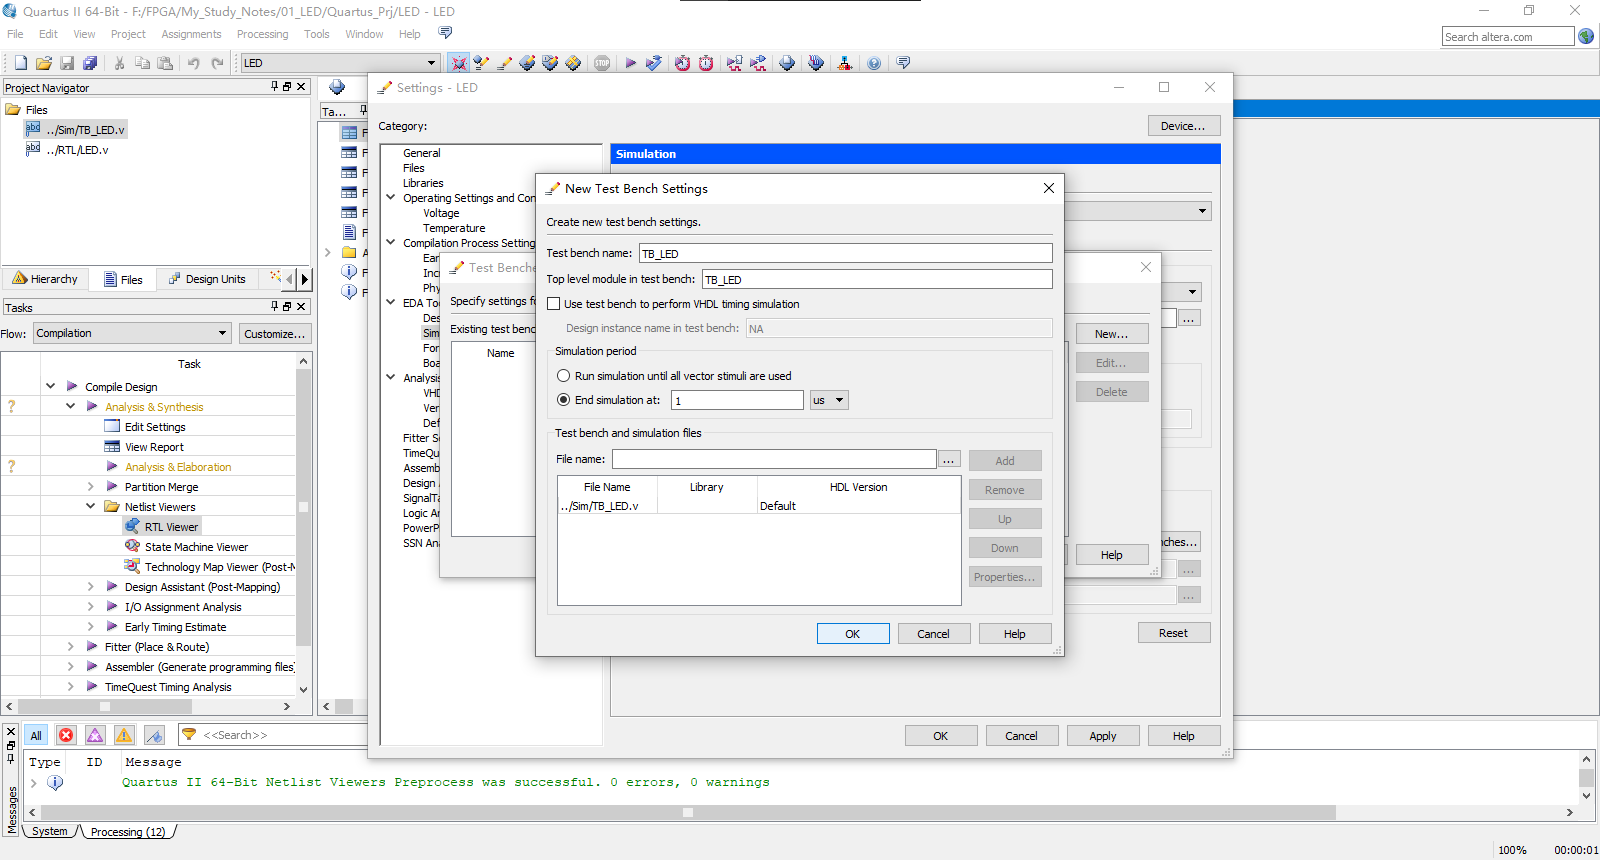 Quartus II 64-Bit - F:/FPGA/My_Study_Notes/01_LED/Quartus_Prj/LED - LED
File Edit View Project Assignments Processing Tools Window Help
Search altera.com
LED
Project Navigator
Files
abc ../Sim/TB_LED.v
abc ../RTL/LED.v
Hierarchy Files Design Units
Tasks
Flow: Compilation Customize...
Task
Compile Design
? Analysis & Synthesis
Edit Settings
View Report
? Analysis & Elaboration
Partition Merge
Netlist Viewers
RTL Viewer
State Machine Viewer
Technology Map Viewer (Post-M
Design Assistant (Post-Mapping)
I/O Assignment Analysis
Early Timing Estimate
Fitter (Place & Route)
Assembler (Generate programming files)
TimeQuest Timing Analysis
Ta...
Settings - LED
Category:
Device...
General
Files
Libraries
Operating Settings and Con
Voltage
Temperature
Compilation Process Setting
Ear
Inc
Phy
EDA Too
Des
Sim
For
Boa
Analysis
VHD
Ver
Def
Fitter Se
TimeQue
Assemb
Design A
SignalTa
Logic An
PowerP
SSN Ana
Simulation
Test Benche
Specify settings fo
Existing test benc
Name
New...
Edit...
Delete
Help
nches...
Reset
OK Cancel Apply Help
New Test Bench Settings
Create new test bench settings.
Test bench name: TB_LED
Top level module in test bench: TB_LED
Use test bench to perform VHDL timing simulation
Design instance name in test bench: NA
Simulation period
Run simulation until all vector stimuli are used
End simulation at: 1 us
Test bench and simulation files
File name: ... Add
File Name Library HDL Version
../Sim/TB_LED.v Default
Remove
Up
Down
Properties...
OK Cancel Help
All <<Search>>
Type ID Message
Quartus II 64-Bit Netlist Viewers Preprocess was successful. 0 errors, 0 warnings
Messages
System Processing (12)
100% 00:00:01